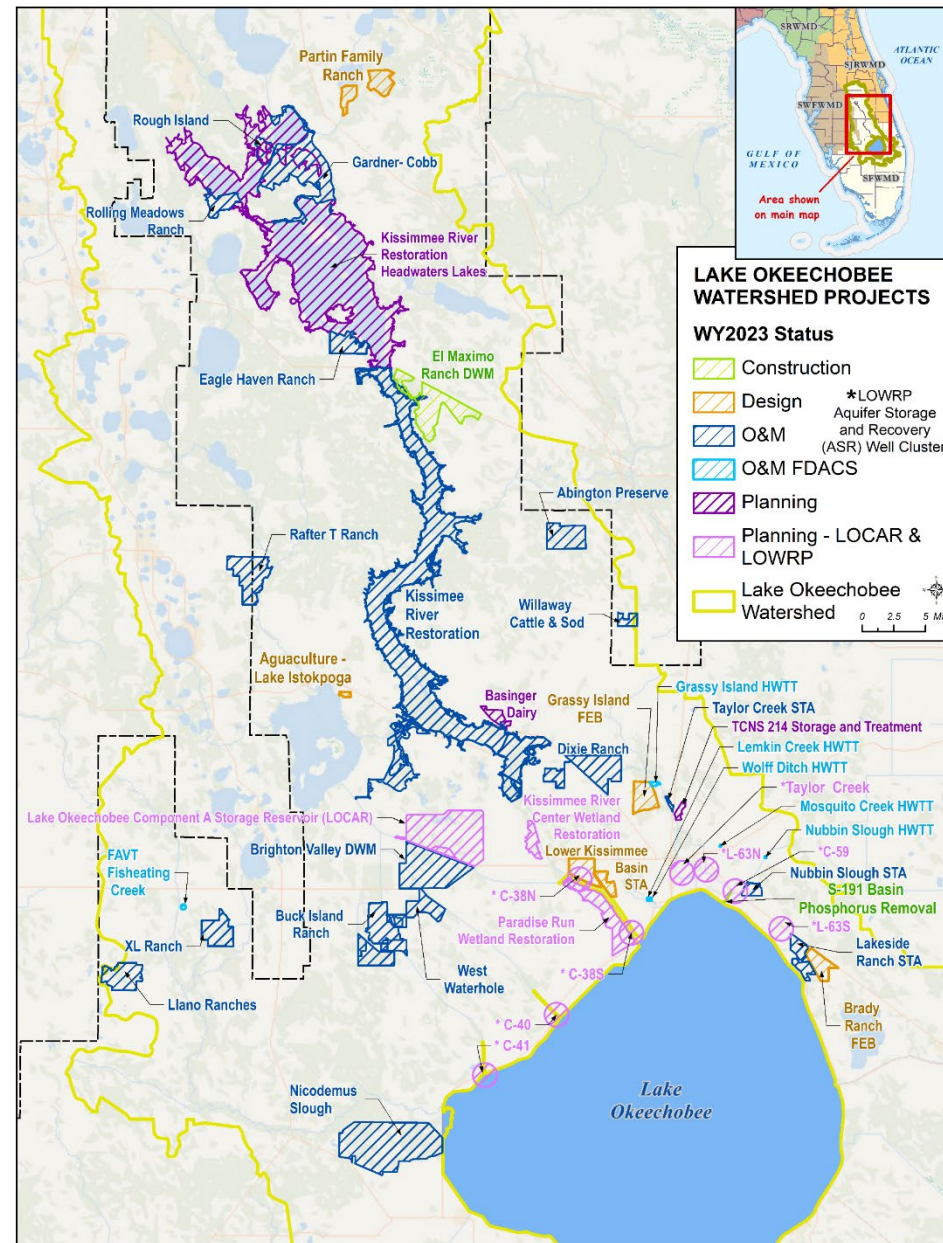 Partin Family
Ranch
Rough Island
Gardner- Cobb
Rolling Meadows
Ranch
Kissimmee River
Restoration
Headwaters Lakes
Eagle Haven Ranch
El Maximo
Ranch DWM
Abington Preserve
Rafter T Ranch
Kissimee
River
Restoration
Willaway
Cattle & Sod
Aguaculture -
Lake Istokpoga
Basinger
Dairy
Grassy Island
FEB
Grassy Island HWTT
Taylor Creek STA
TCNS 214 Storage and Treatment
Lemkin Creek HWTT
Wolff Ditch HWTT
*Taylor Creek
Mosquito Creek HWTT
Nubbin Slough HWTT
*L-63N
*C-59
Nubbin Slough STA
S-191 Basin
Phosphorus Removal
*L-63S
Lakeside
Ranch STA
Brady
Ranch
FEB
Dixie Ranch
Kissimmee River
Center Wetland
Restoration
Lower Kissimmee
Basin
STA
Lake Okeechobee Component A Storage Reservoir (LOCAR)
Brighton Valley DWM
* C-38N
FAVT
Fisheating
Creek
Buck Island
Ranch
Paradise Run
Wetland Restoration
XL Ranch
West
Waterhole
* C-38S
Llano Ranches
* C-40
* C-41
Nicodemus
Slough
Lake
Okeechobee
SRWMD
SJRWMD
ATLANTIC
OCEAN
SWFWMD
GULF OF
MEXICO
SFWMD
Area shown
on main map
LAKE OKEECHOBEE
WATERSHED PROJECTS
WY2023 Status
Construction
Design
*LOWRP
Aquifer Storage
and Recovery
(ASR) Well Cluster
O&M
O&M FDACS
Planning
Planning - LOCAR &
LOWRP
Lake Okeechobee
Watershed
0 2.5 5